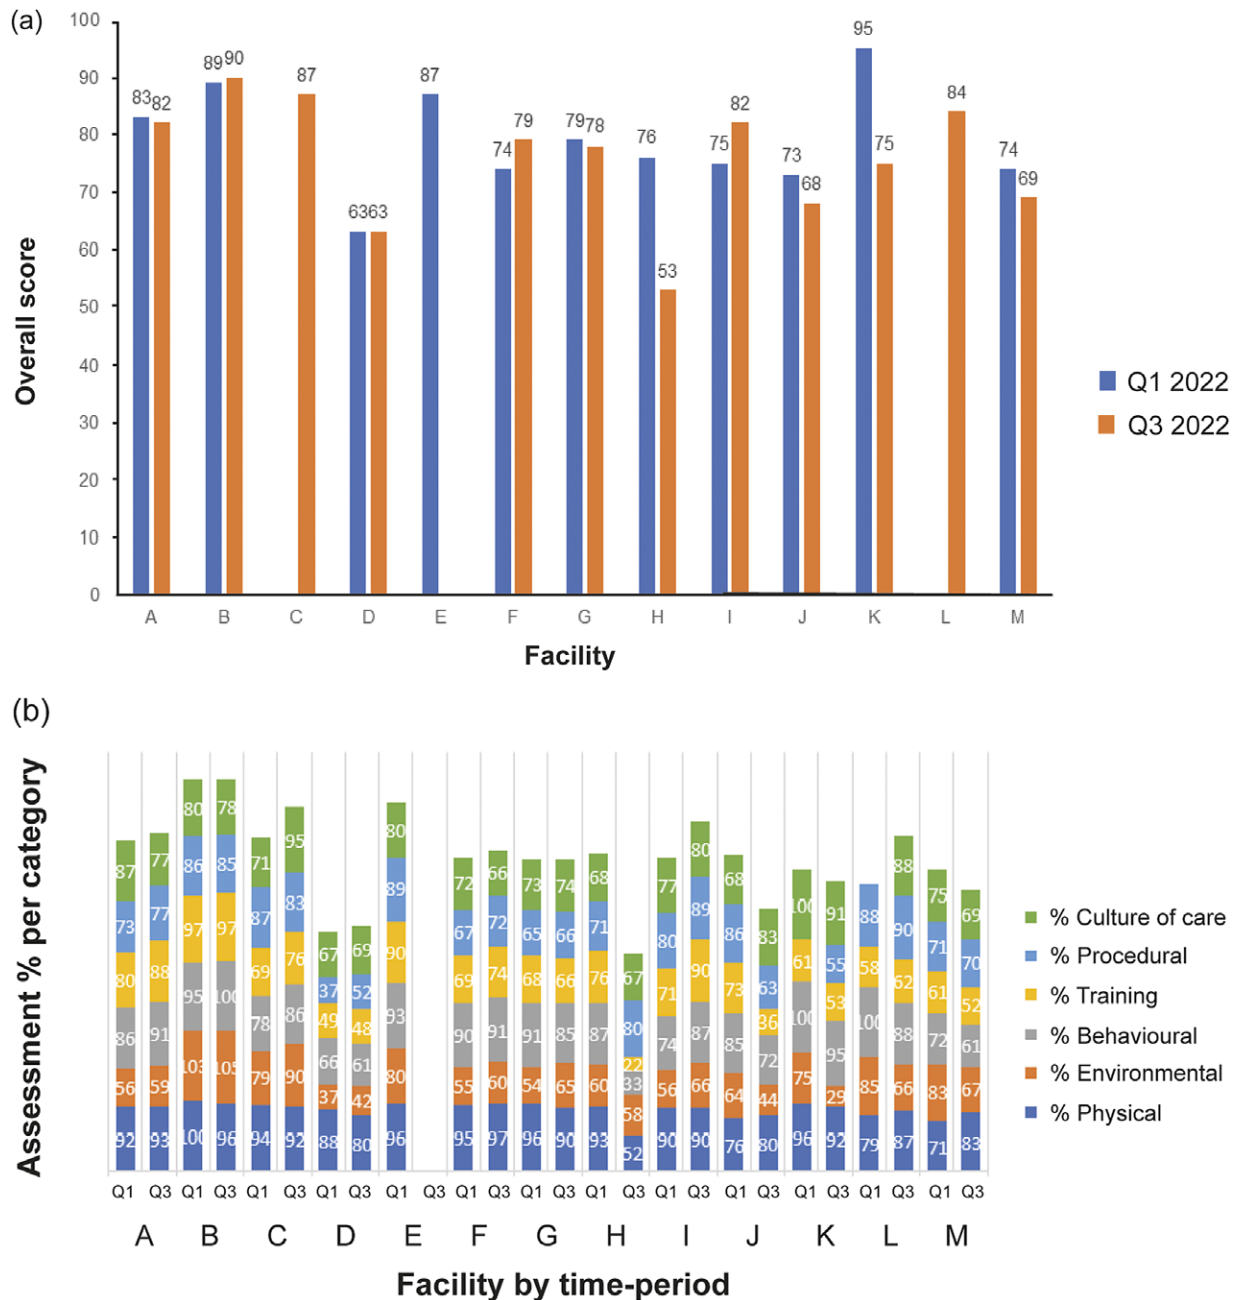 (a)
100
90
80
70
60
50
40
30
20
10
0
Overall score
83 82 89 90 87 63 63 87 74 79 79 78 76 53 75 82 73 68 95 75 84 74 69
A B C D E F G H I J K L M
Facility
Q1 2022
Q3 2022
(b)
Assessment % per category
87 77 80 78 71 95 67 69 80 72 66 73 74 68 67 77 80 68 83 100 91 88 75 69
73 77 86 85 87 83 37 52 89 67 72 65 66 71 80 80 89 86 63 55 88 90 71 70
80 88 97 97 69 76 49 48 90 69 74 68 66 76 22 71 90 73 36 61 53 58 62 61 52
86 91 95 100 78 86 66 61 93 90 91 91 85 87 33 74 87 85 72 100 95 100 88 72 61
56 59 103 105 79 90 37 42 80 55 60 54 65 60 58 56 66 64 44 75 29 85 66 83 67
92 93 100 96 94 92 88 80 96 95 97 96 90 93 52 90 90 76 80 96 92 79 87 71 83
Q1 Q3 Q1 Q3 Q1 Q3 Q1 Q3 Q1 Q3 Q1 Q3 Q1 Q3 Q1 Q3 Q1 Q3 Q1 Q3 Q1 Q3 Q1 Q3 Q1 Q3
A B C D E F G H I J K L M
Facility by time-period
% Culture of care
% Procedural
% Training
% Behavioural
% Environmental
% Physical